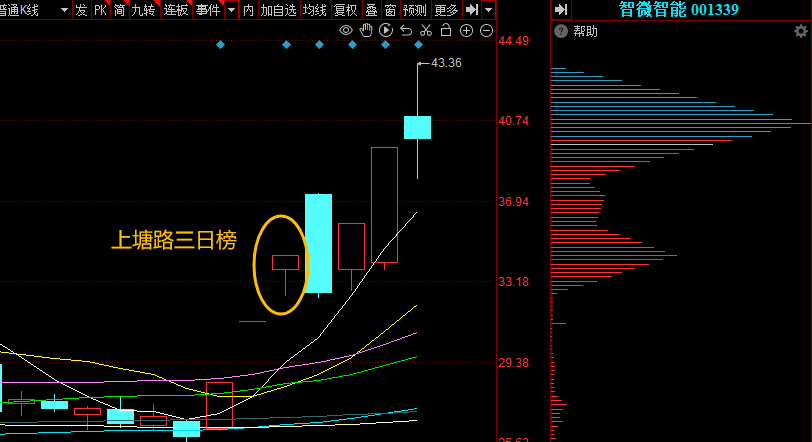 普通K线 发 PK 简 九转 连板 事件 内 加自选 均线 复权 叠 窗 预测 更多
智微智能 001339
帮助
44.49
43.36
40.74
36.94
上塘路三日榜
33.18
29.38